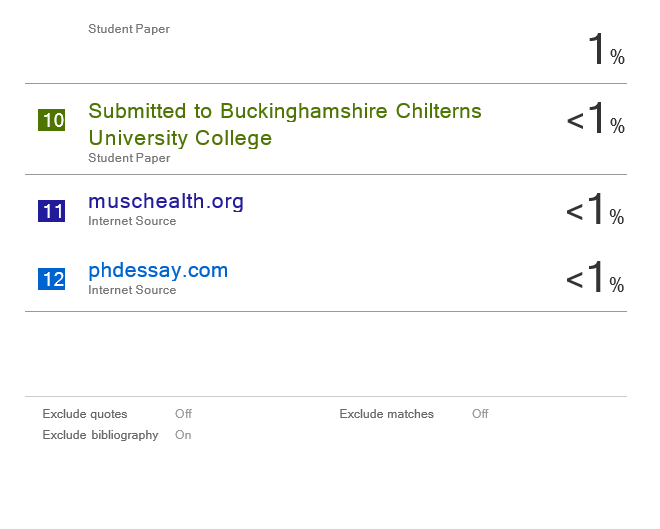 Student Paper
1%
10 Submitted to Buckinghamshire Chilterns <1%
University College
Student Paper
11 muschealth.org <1%
Internet Source
12 phdessay.com <1%
Internet Source
Exclude quotes Off Exclude matches Off
Exclude bibliography On